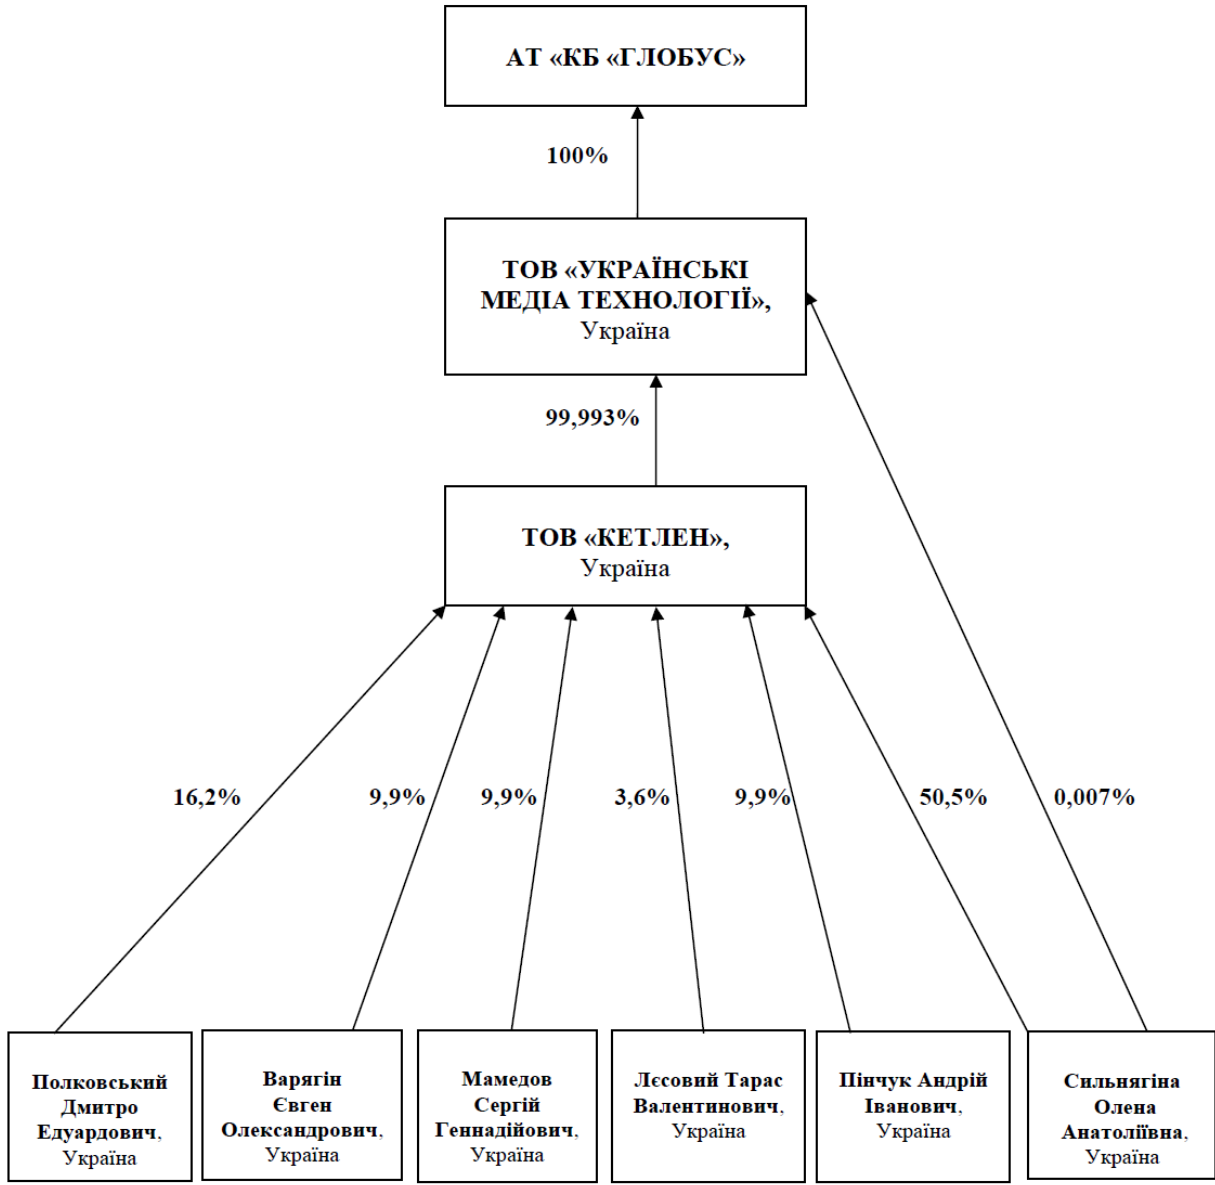 АТ «КБ «ГЛОБУС»
100%
ТОВ «УКРАЇНСЬКІ
МЕДІА ТЕХНОЛОГІЇ»,
Україна
99,993%
ТОВ «КЕТЛЕН»,
Україна
16,2%
9,9%
9,9%
3,6%
9,9%
50,5%
0,007%
Полковський
Дмитро
Едуардович,
Україна
Варягін
Євген
Олександрович,
Україна
Мамедов
Сергій
Геннадійович,
Україна
Лєсовий Тарас
Валентинович,
Україна
Пінчук Андрій
Іванович,
Україна
Сильнягіна
Олена
Анатоліївна,
Україна